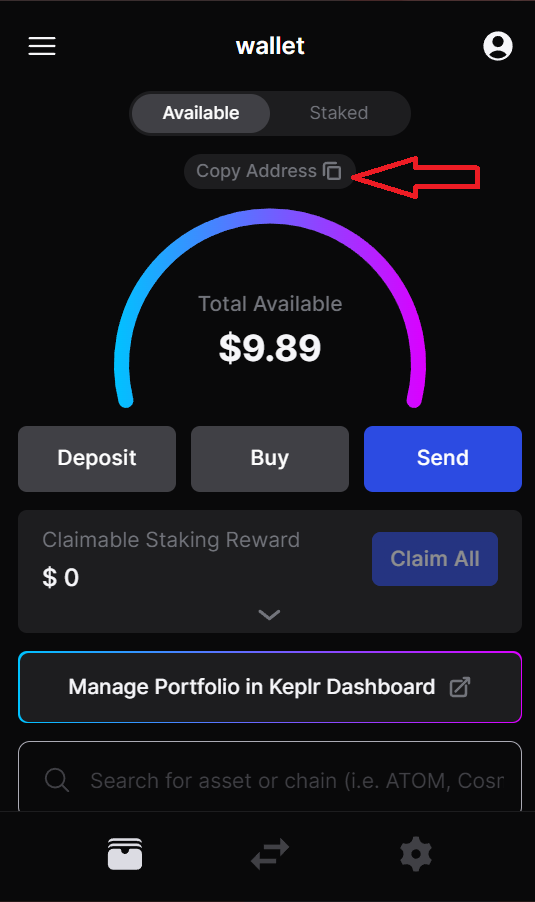 wallet
Available Staked
Copy Address
Total Available
$9.89
Deposit Buy Send
Claimable Staking Reward
$ 0
Claim All
Manage Portfolio in Keplr Dashboard
Search for asset or chain (i.e. ATOM, Cosr